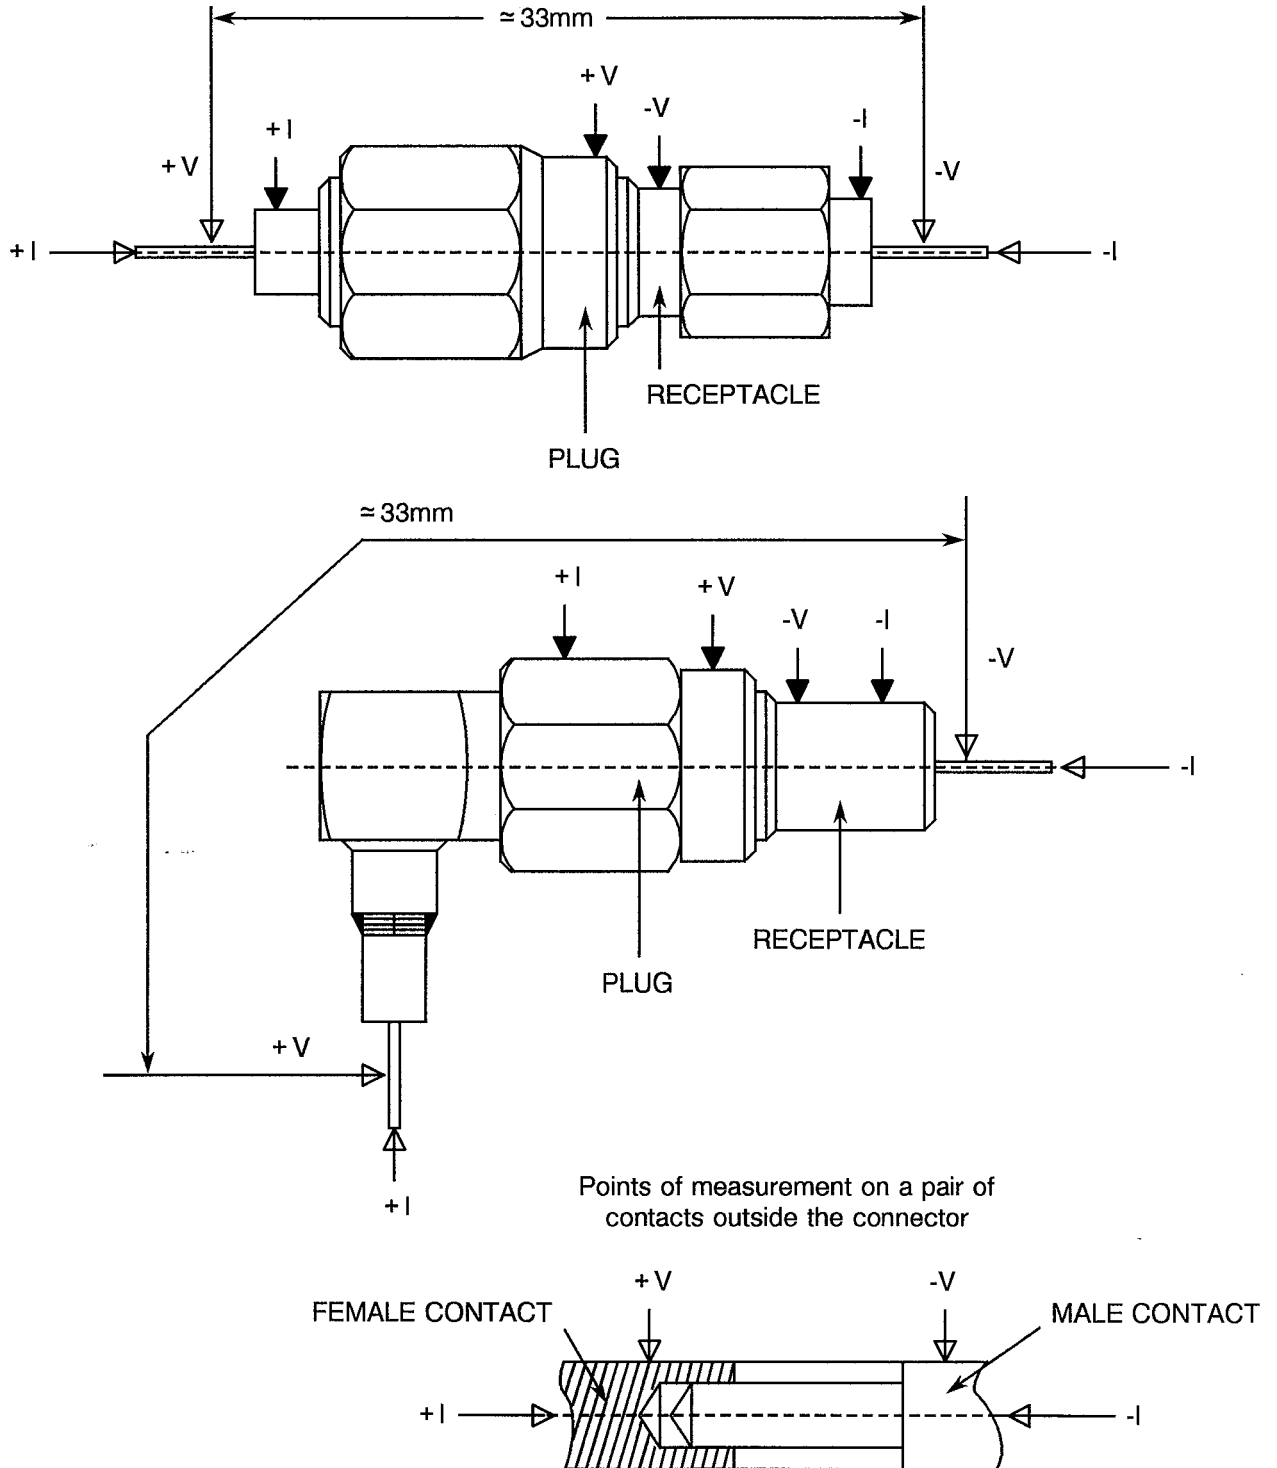 ≃ 33mm
+ V
-V
+ I
-I
+ V
-V
+ I
-I
RECEPTACLE
PLUG
≃ 33mm
+ I
+ V
-V
-I
-V
-I
RECEPTACLE
PLUG
+ V
+ I
Points of measurement on a pair of
contacts outside the connector
+ V
-V
FEMALE CONTACT
MALE CONTACT
+ I
-I